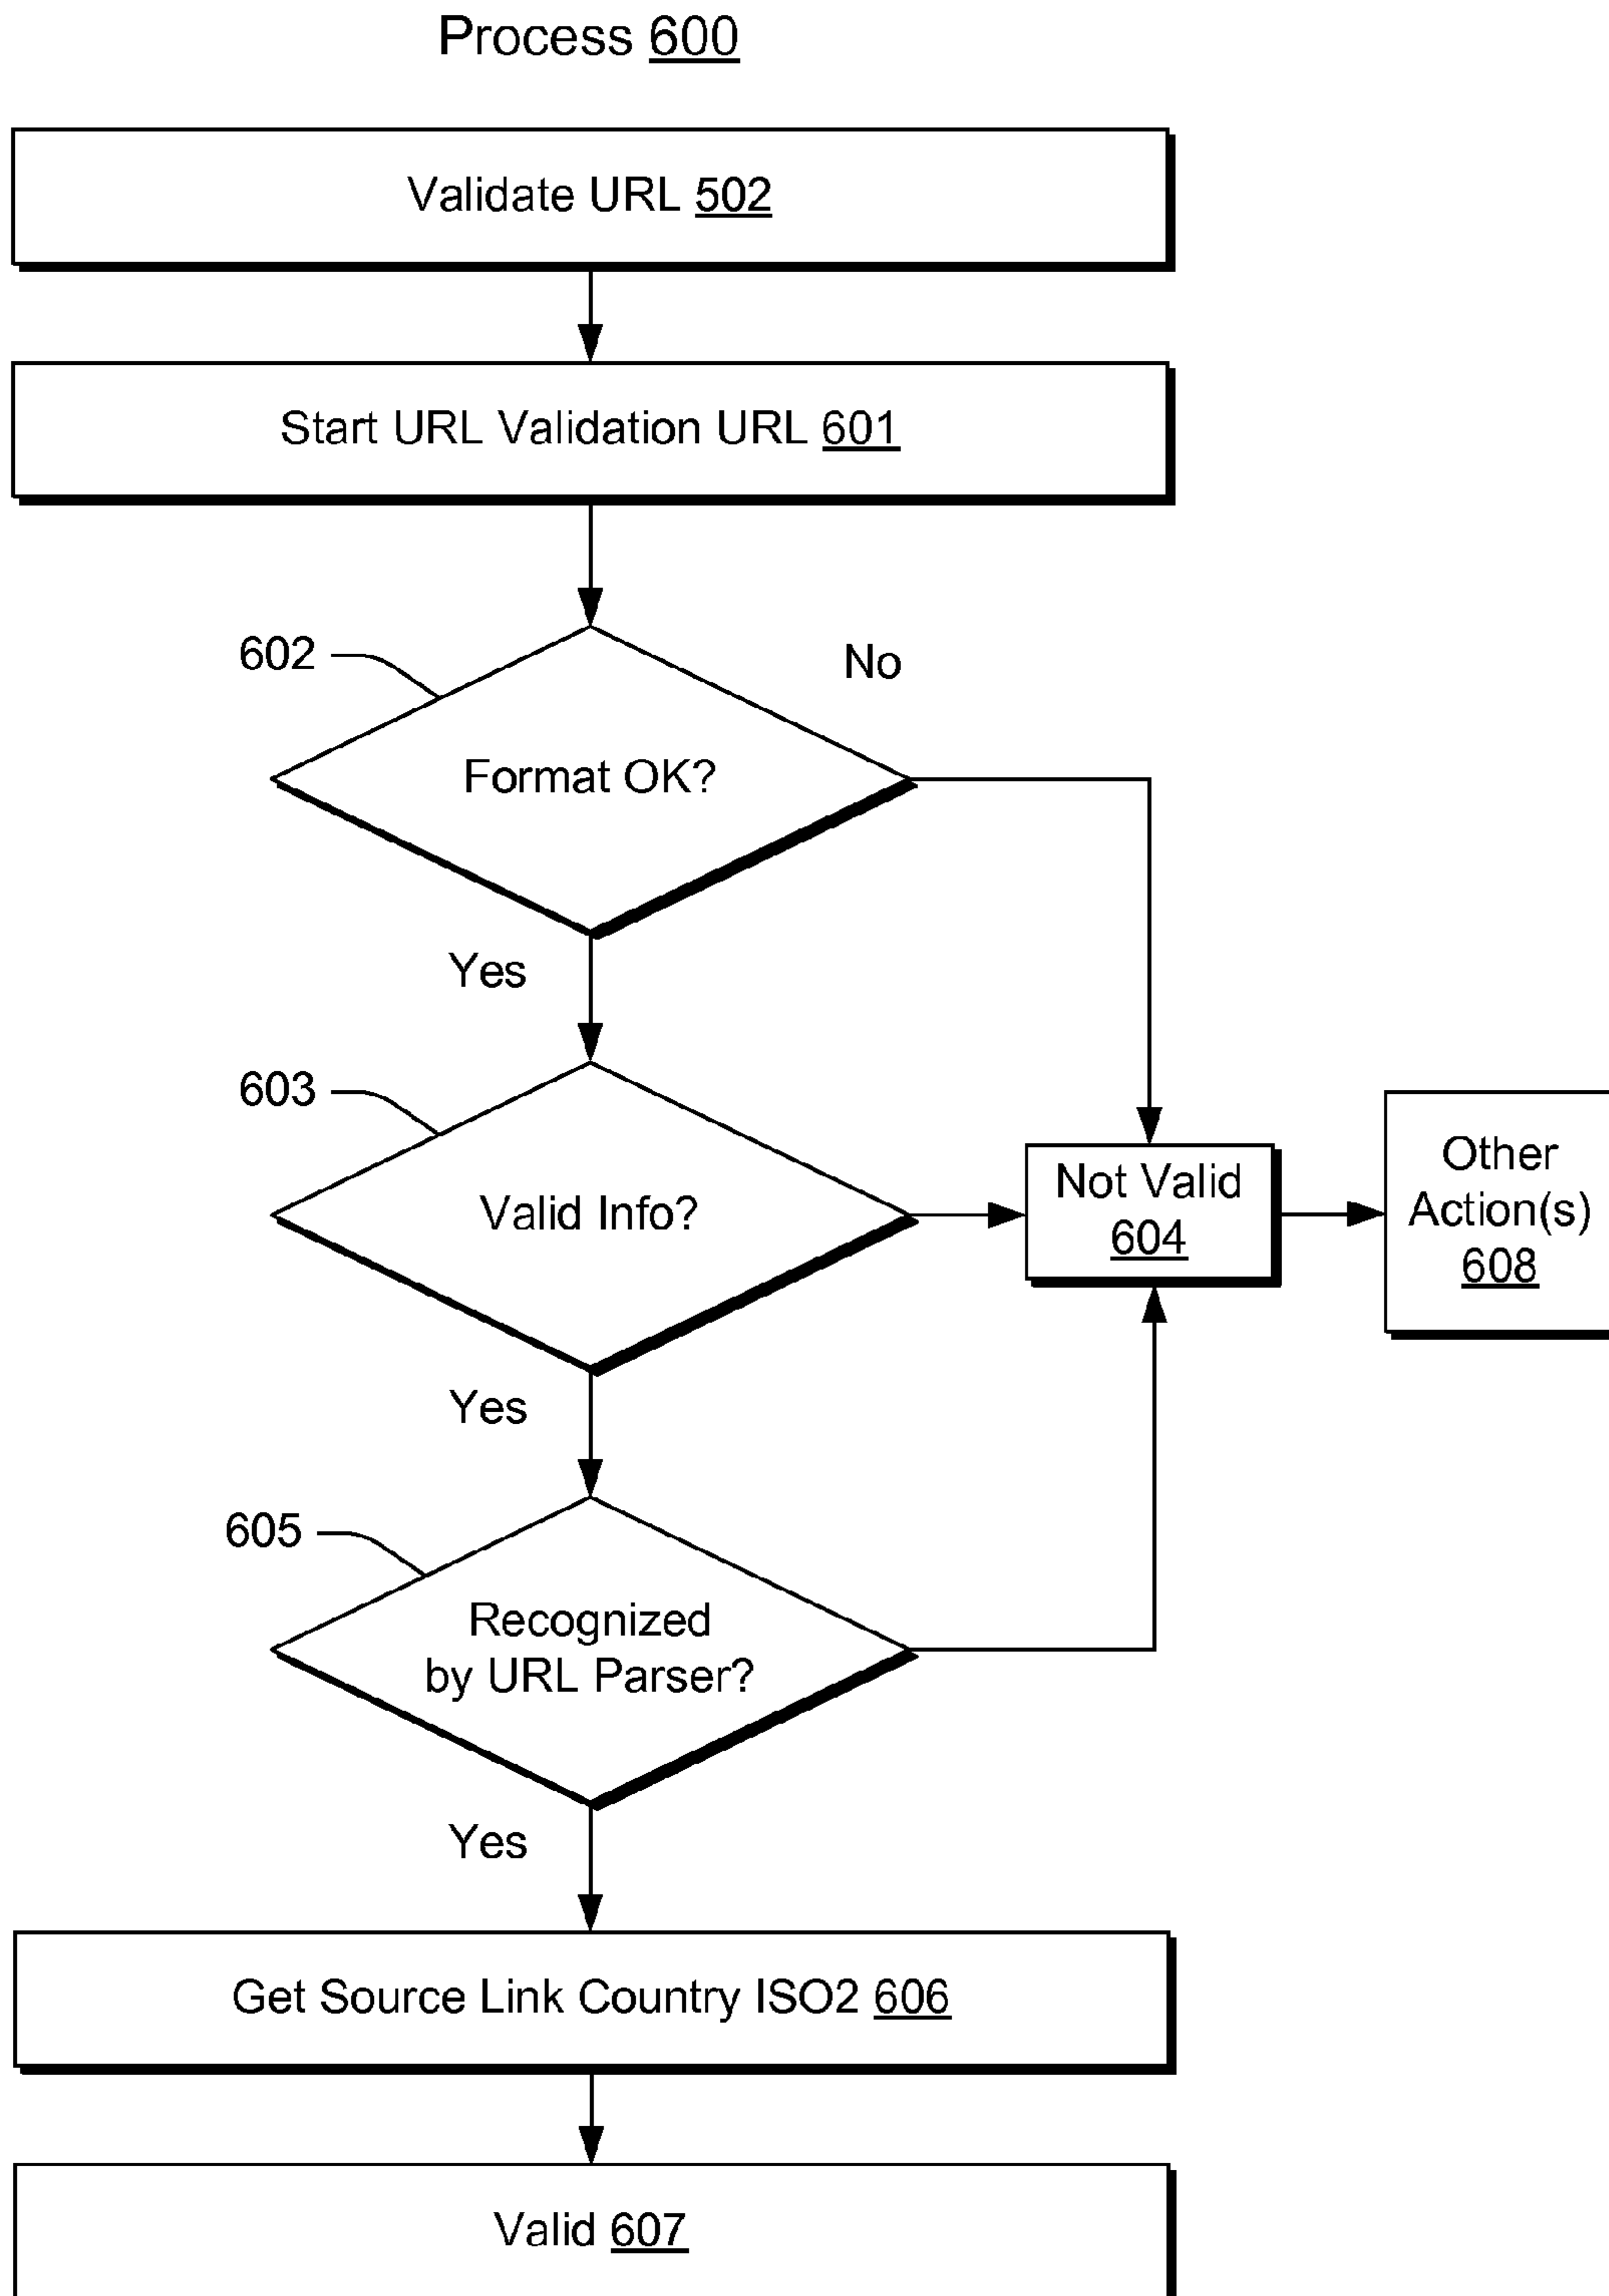 Process 600
Validate URL 502
Start URL Validation URL 601
602
No
Format OK?
Yes
603
Valid Info?
Not Valid
604
Other
Action(s)
608
Yes
605
Recognized
by URL Parser?
Yes
Get Source Link Country ISO2 606
Valid 607